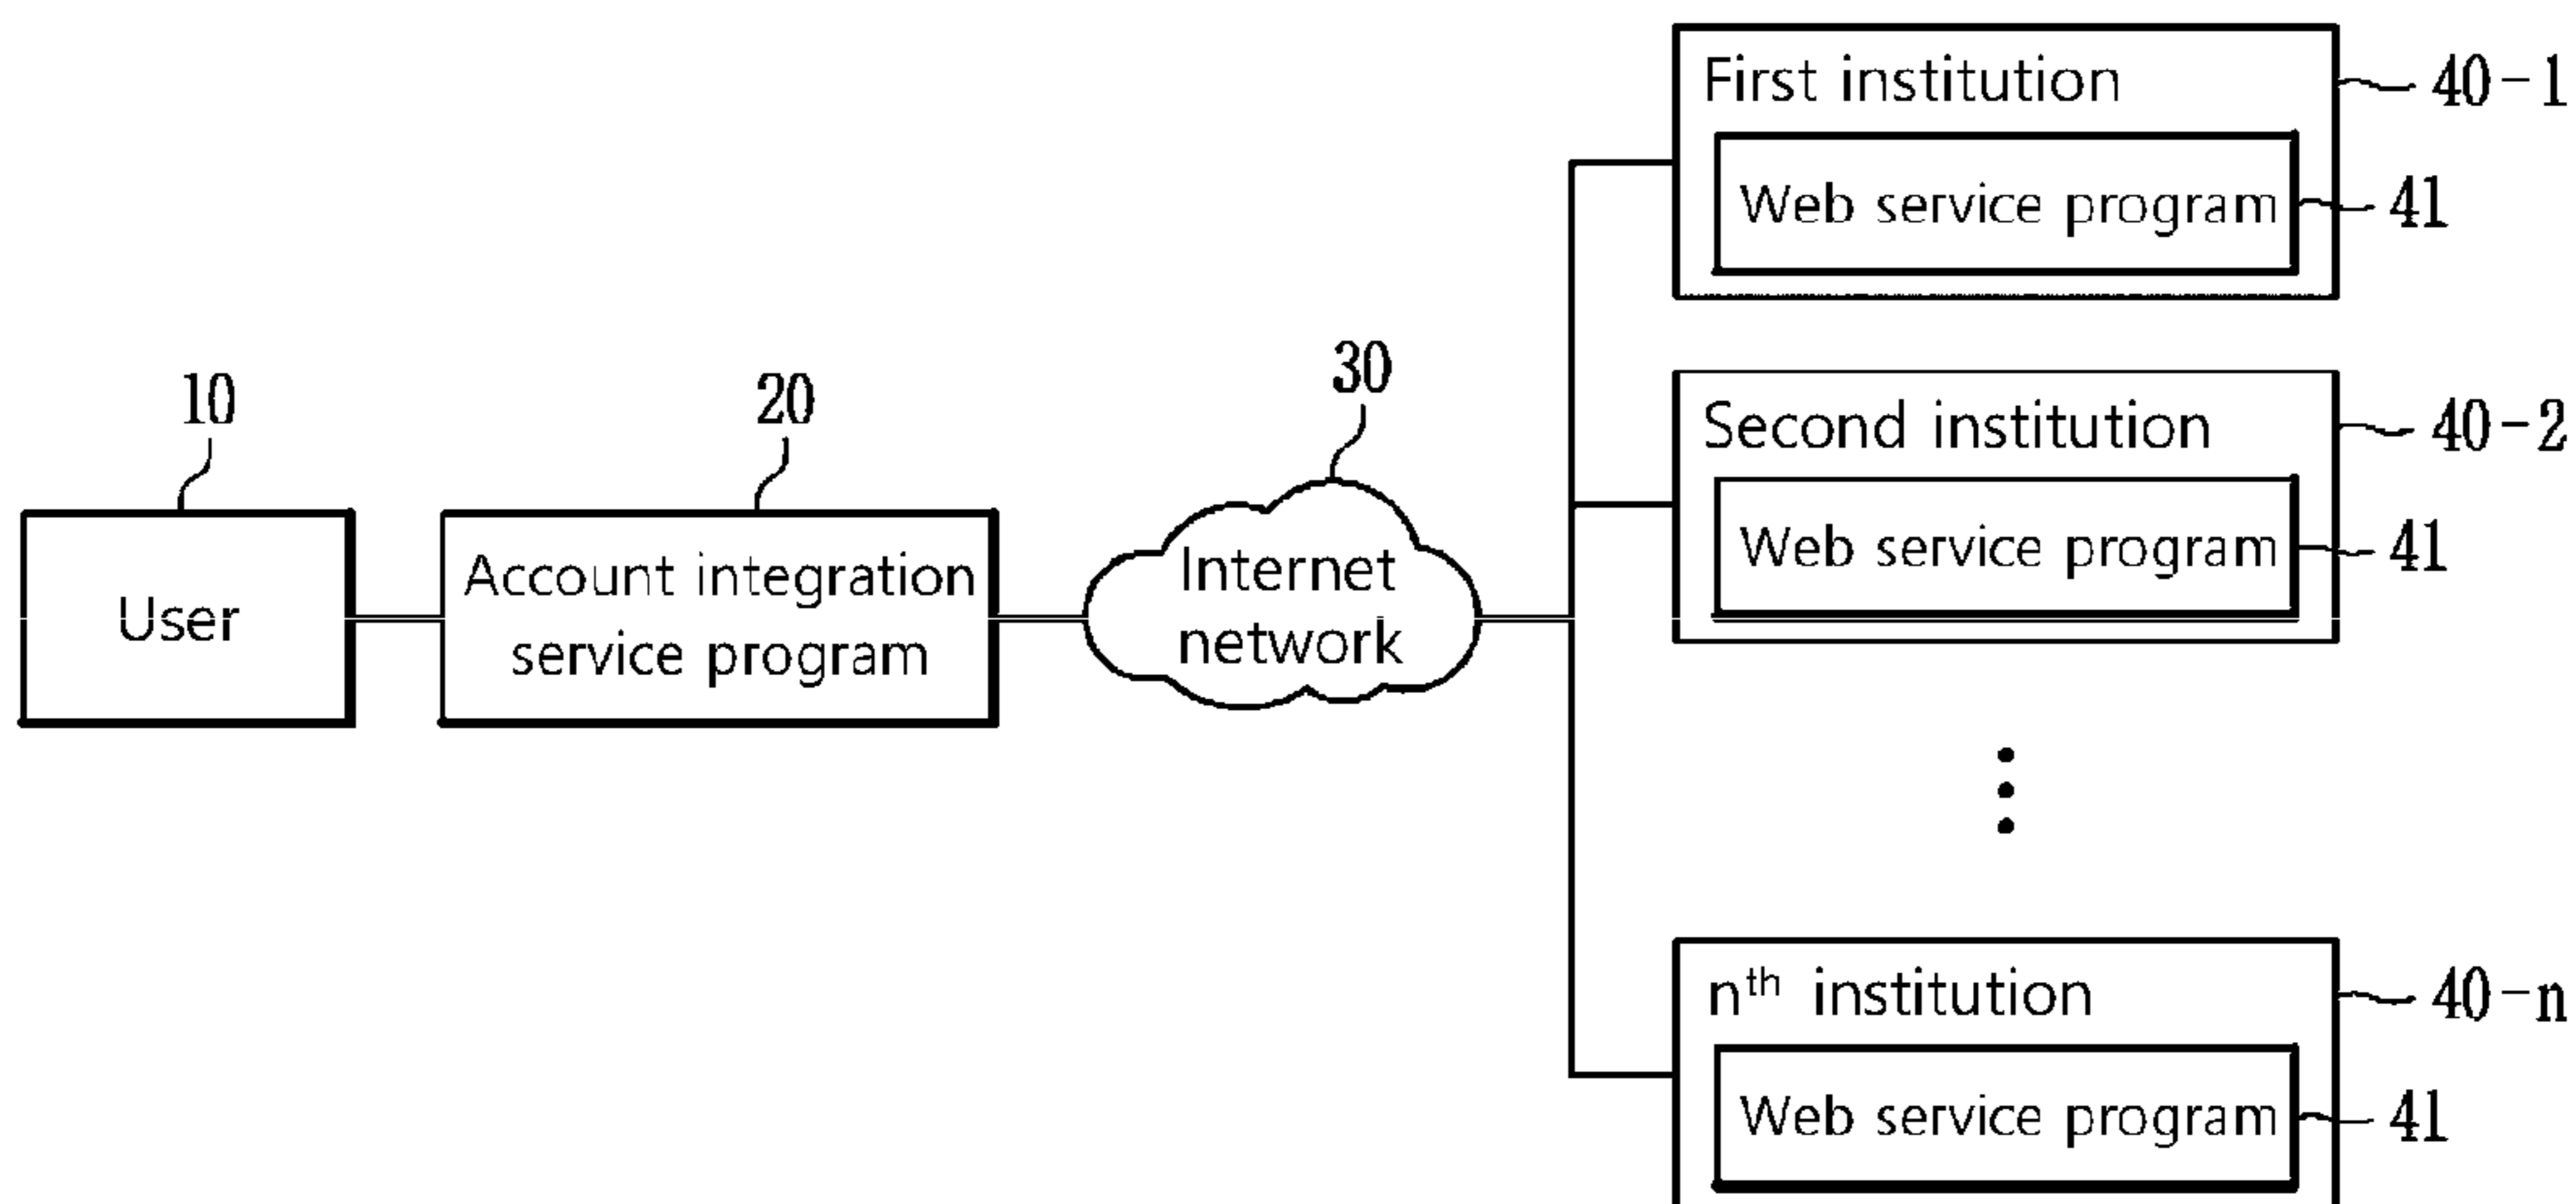 First institution
40-1
Web service program
41
30
10
20
Second institution
40-2
Internet
network
Account integration
service program
User
Web service program
41
nth institution
40-n
Web service program
41